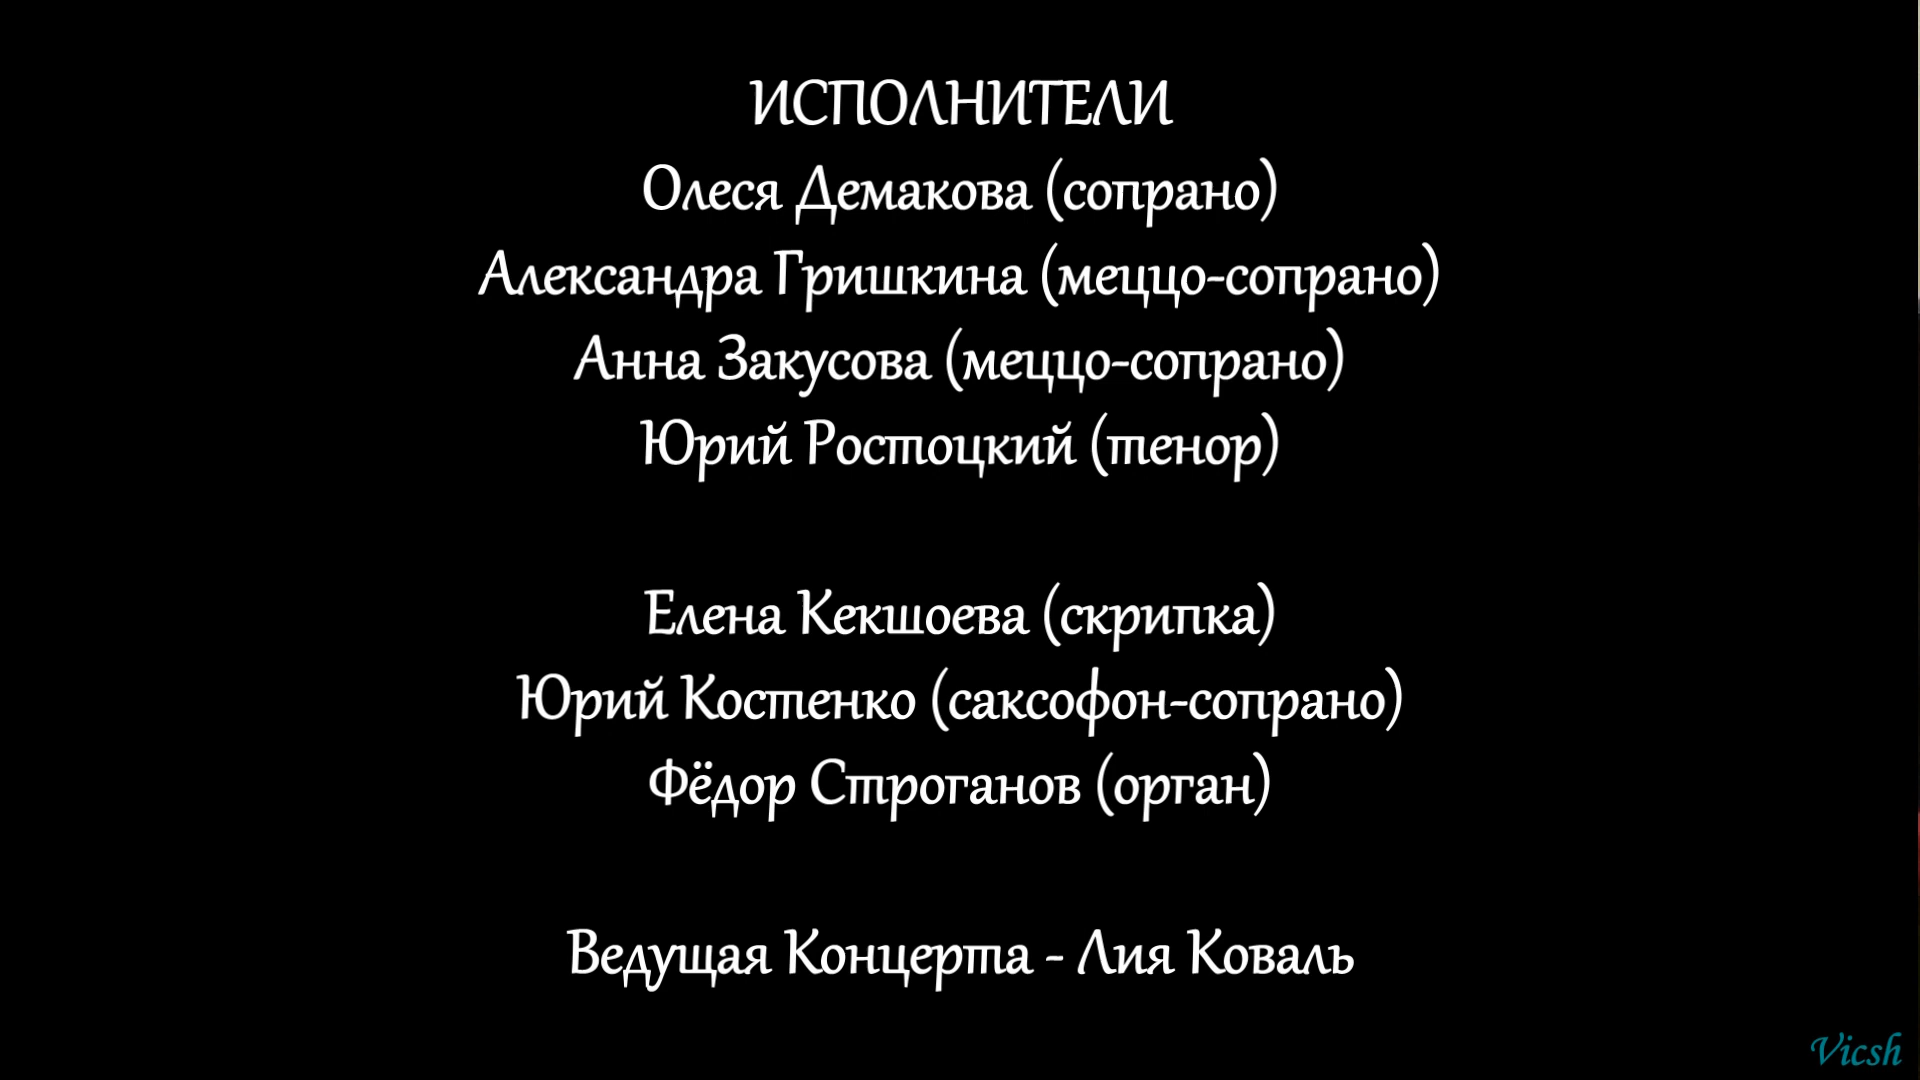 ИСПОЛНИТЕЛИ
Олеся Демакова (сопрано)
Александра Гришкина (меццо-сопрано)
Анна Закусова (меццо-сопрано)
Юрий Ростоцкий (тенор)
Елена Кекшоева (скрипка)
Юрий Костенко (саксофон-сопрано)
Фёдор Строганов (орган)
Ведущая Концерта - Лия Коваль
Vicsh